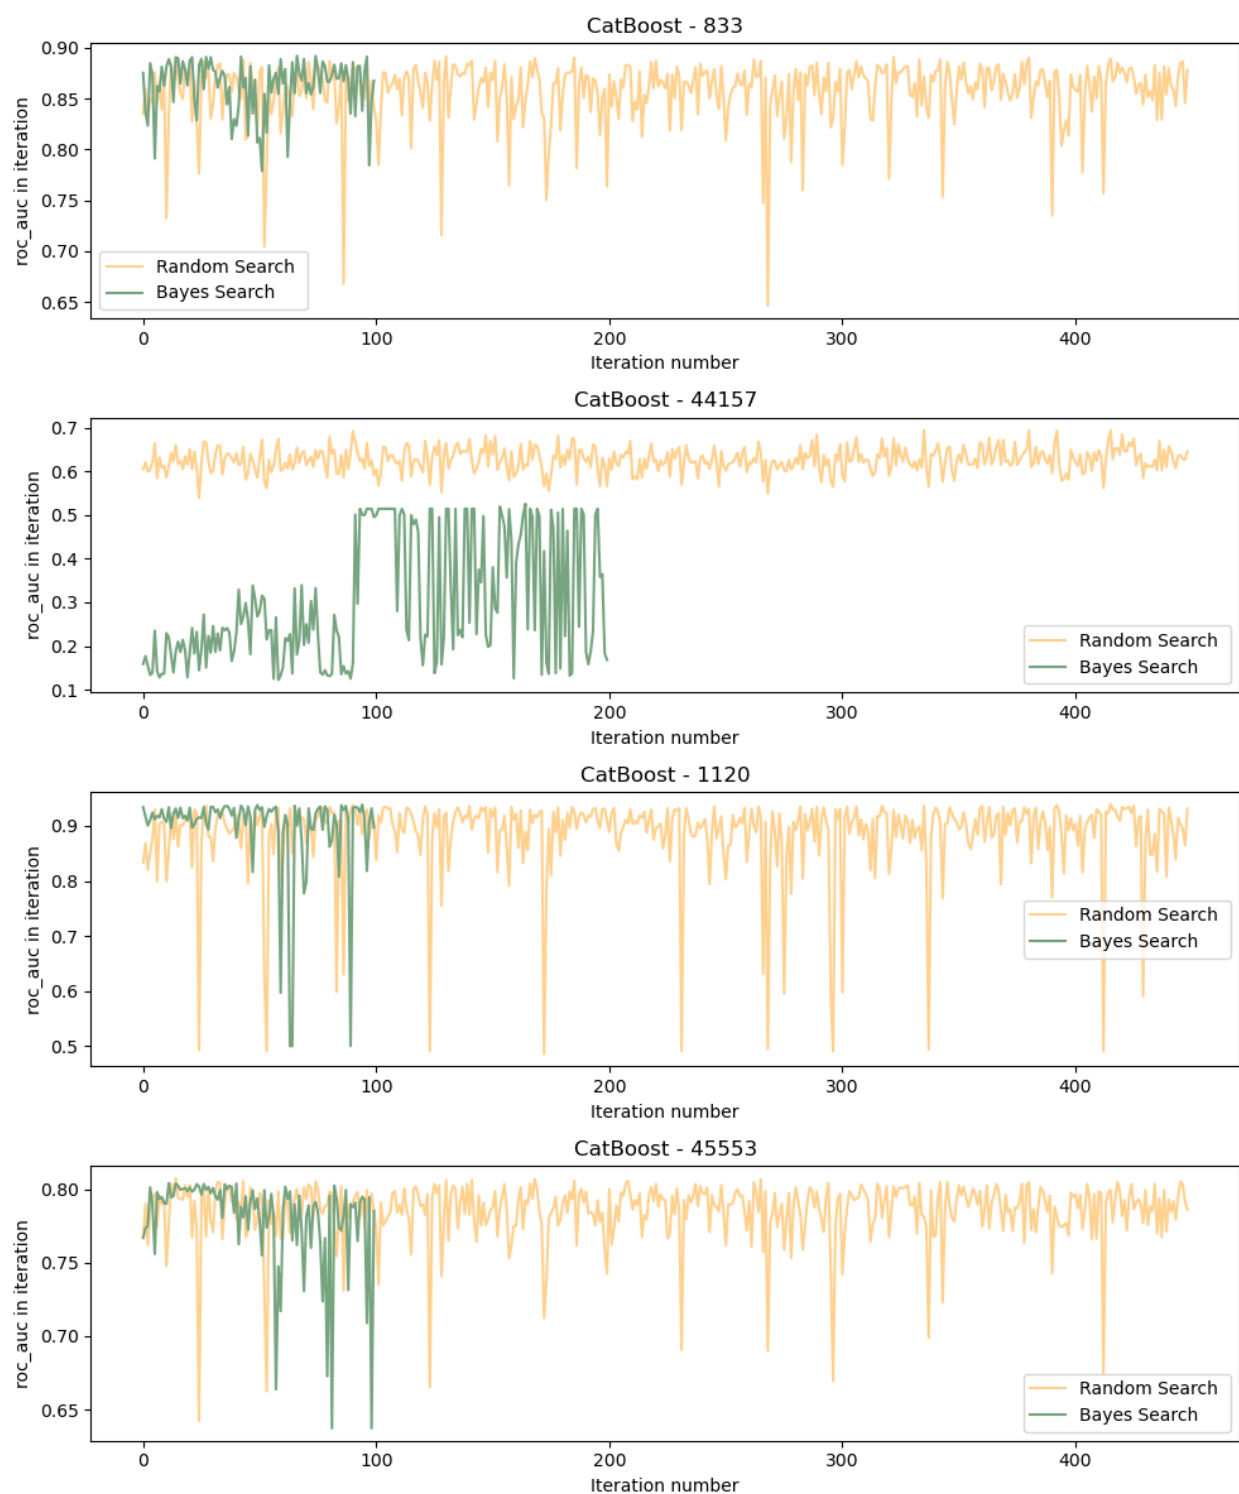 CatBoost - 833
roc_auc in iteration
0.90
0.85
0.80
0.75
0.70
0.65
Random Search
Bayes Search
0 100 200 300 400
Iteration number
CatBoost - 44157
roc_auc in iteration
0.7
0.6
0.5
0.4
0.3
0.2
0.1
Random Search
Bayes Search
0 100 200 300 400
Iteration number
CatBoost - 1120
roc_auc in iteration
0.9
0.8
0.7
0.6
0.5
Random Search
Bayes Search
0 100 200 300 400
Iteration number
CatBoost - 45553
roc_auc in iteration
0.80
0.75
0.70
0.65
Random Search
Bayes Search
0 100 200 300 400
Iteration number